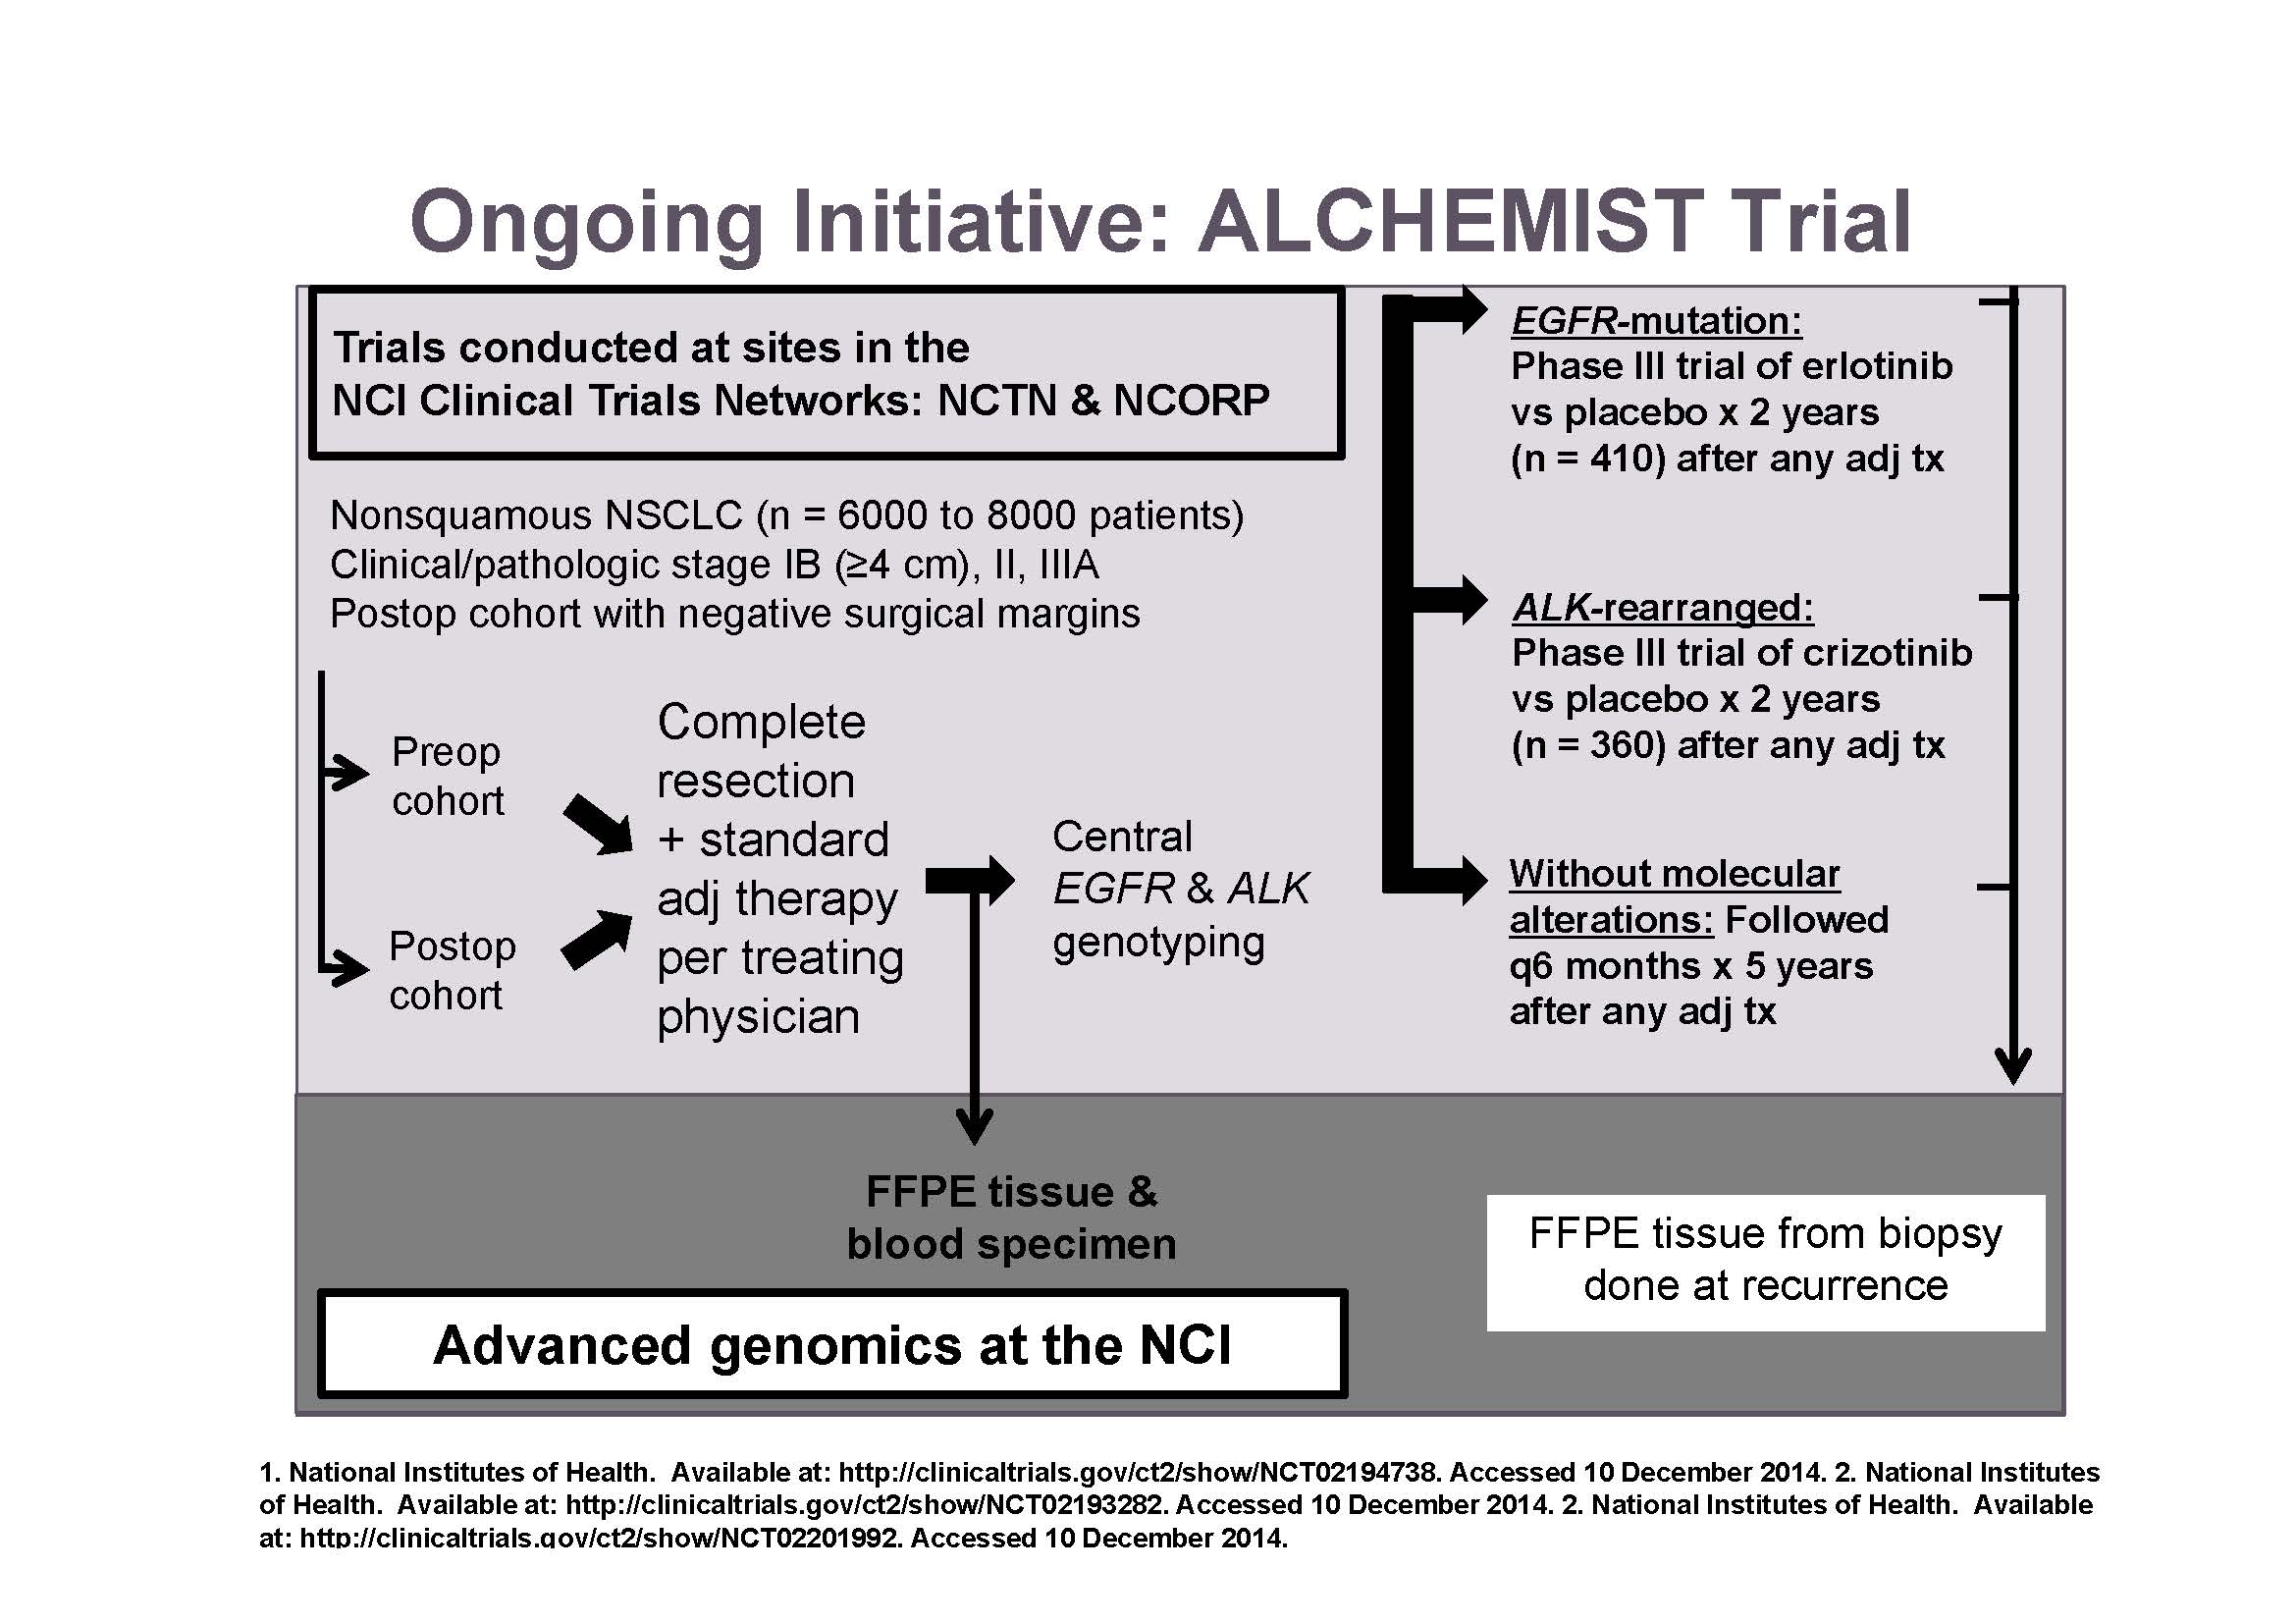 Ongoing Initiative: ALCHEMIST Trial
Trials conducted at sites in the
NCI Clinical Trials Networks: NCTN & NCORP
Nonsquamous NSCLC (n = 6000 to 8000 patients)
Clinical/pathologic stage IB (≥4 cm), II, IIIA
Postop cohort with negative surgical margins
Preop
cohort
Postop
cohort
Complete
resection
+ standard
adj therapy
per treating
physician
Central
EGFR & ALK
genotyping
EGFR-mutation:
Phase III trial of erlotinib
vs placebo x 2 years
(n = 410) after any adj tx
ALK-rearranged:
Phase III trial of crizotinib
vs placebo x 2 years
(n = 360) after any adj tx
Without molecular
alterations: Followed
q6 months x 5 years
after any adj tx
FFPE tissue &
blood specimen
FFPE tissue from biopsy
done at recurrence
Advanced genomics at the NCI
1. National Institutes of Health.  Available at: http://clinicaltrials.gov/ct2/show/NCT02194738. Accessed 10 December 2014. 2. National Institutes
of Health.  Available at: http://clinicaltrials.gov/ct2/show/NCT02193282. Accessed 10 December 2014. 2. National Institutes of Health.  Available
at: http://clinicaltrials.gov/ct2/show/NCT02201992. Accessed 10 December 2014.